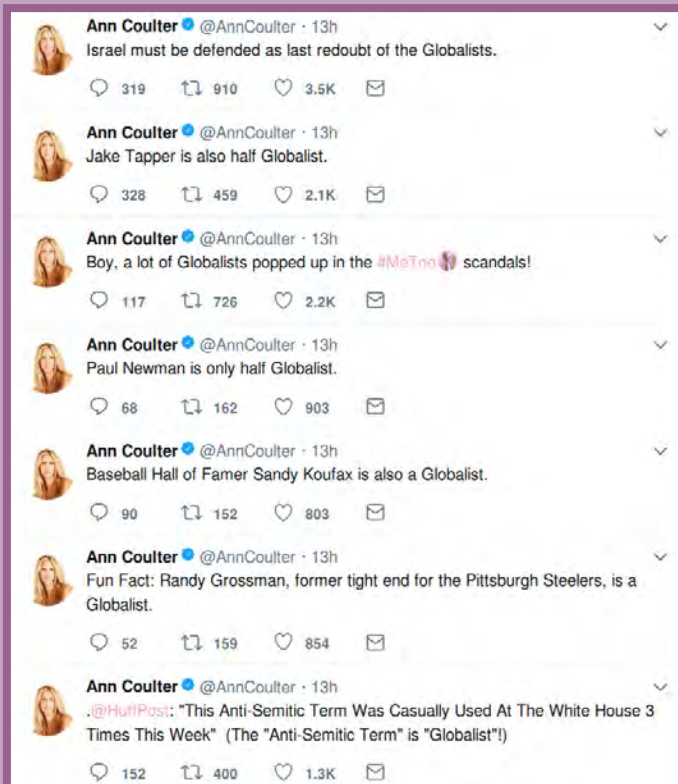 Ann Coulter @AnnCoulter · 13h
Israel must be defended as last redoubt of the Globalists.
319 910 3.5K
Ann Coulter @AnnCoulter · 13h
Jake Tapper is also half Globalist.
328 459 2.1K
Ann Coulter @AnnCoulter · 13h
Boy, a lot of Globalists popped up in the #MeToo scandals!
117 726 2.2K
Ann Coulter @AnnCoulter · 13h
Paul Newman is only half Globalist.
68 162 903
Ann Coulter @AnnCoulter · 13h
Baseball Hall of Famer Sandy Koufax is also a Globalist.
90 152 803
Ann Coulter @AnnCoulter · 13h
Fun Fact: Randy Grossman, former tight end for the Pittsburgh Steelers, is a
Globalist.
52 159 854
Ann Coulter @AnnCoulter · 13h
.@HuffPost: "This Anti-Semitic Term Was Casually Used At The White House 3
Times This Week" (The "Anti-Semitic Term" is "Globalist"!)
152 400 1.3K